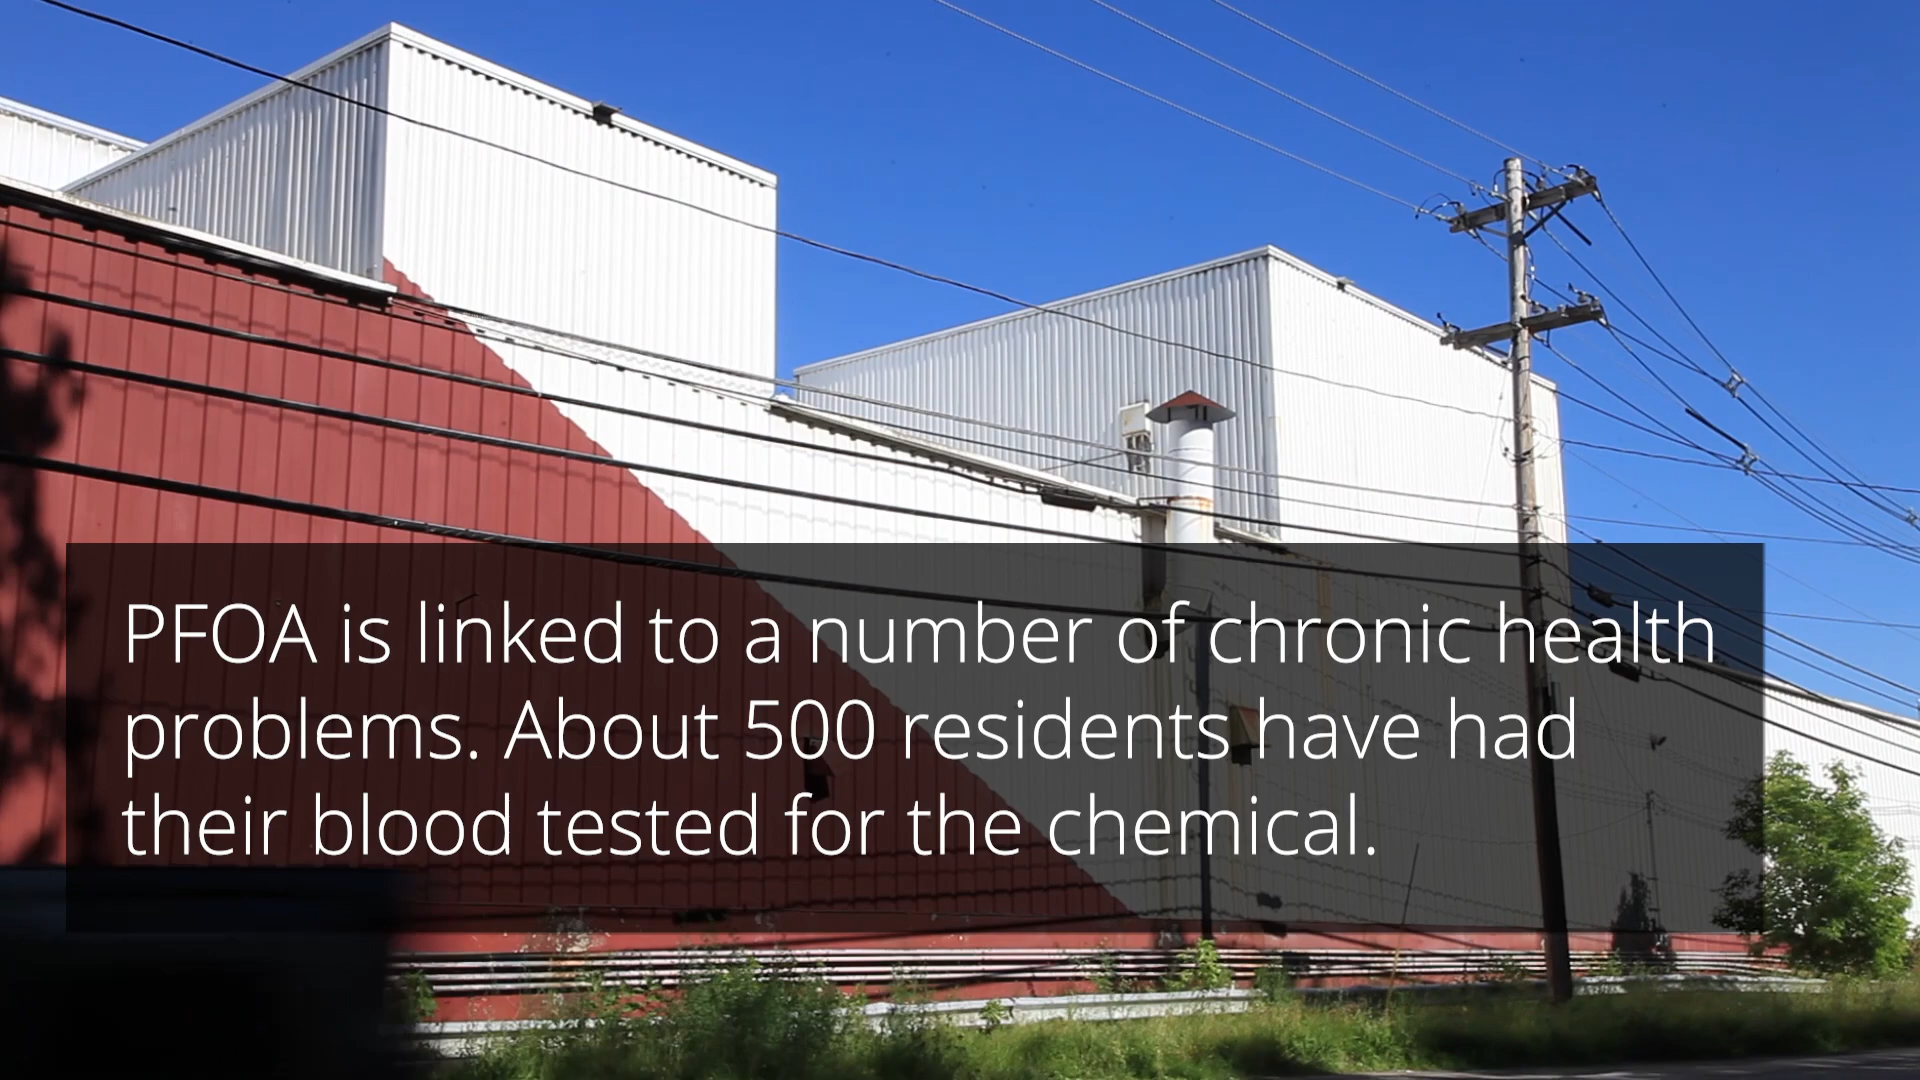 PFOA is linked to a number of chronic health
problems. About 500 residents have had
their blood tested for the chemical.